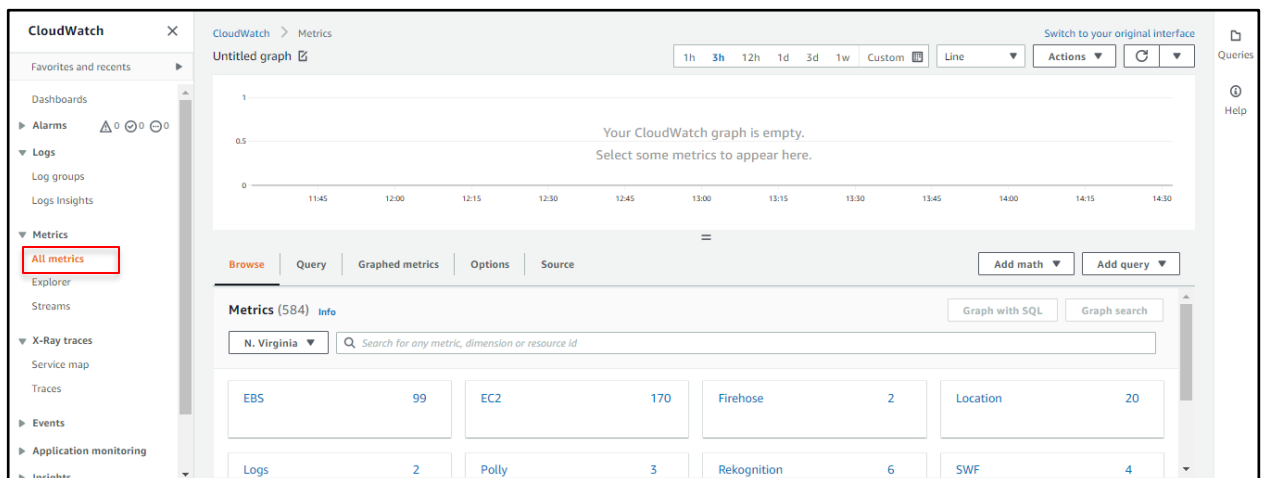 CloudWatch
Favorites and recents
Dashboards
Alarms 0 0 0
Logs
Log groups
Logs Insights
Metrics
All metrics
Explorer
Streams
X-Ray traces
Service map
Traces
Events
Application monitoring
Insights
CloudWatch > Metrics
Switch to your original interface
Untitled graph
1h 3h 12h 1d 3d 1w Custom Line Actions
1
0.5
0
Your CloudWatch graph is empty.
Select some metrics to appear here.
11:45 12:00 12:15 12:30 12:45 13:00 13:15 13:30 13:45 14:00 14:15 14:30
Browse Query Graphed metrics Options Source Add math Add query
Metrics (584) Info Graph with SQL Graph search
N. Virginia Search for any metric, dimension or resource id
EBS 99 EC2 170 Firehose 2 Location 20
Logs 2 Polly 3 Rekognition 6 SWF 4
Queries
Help